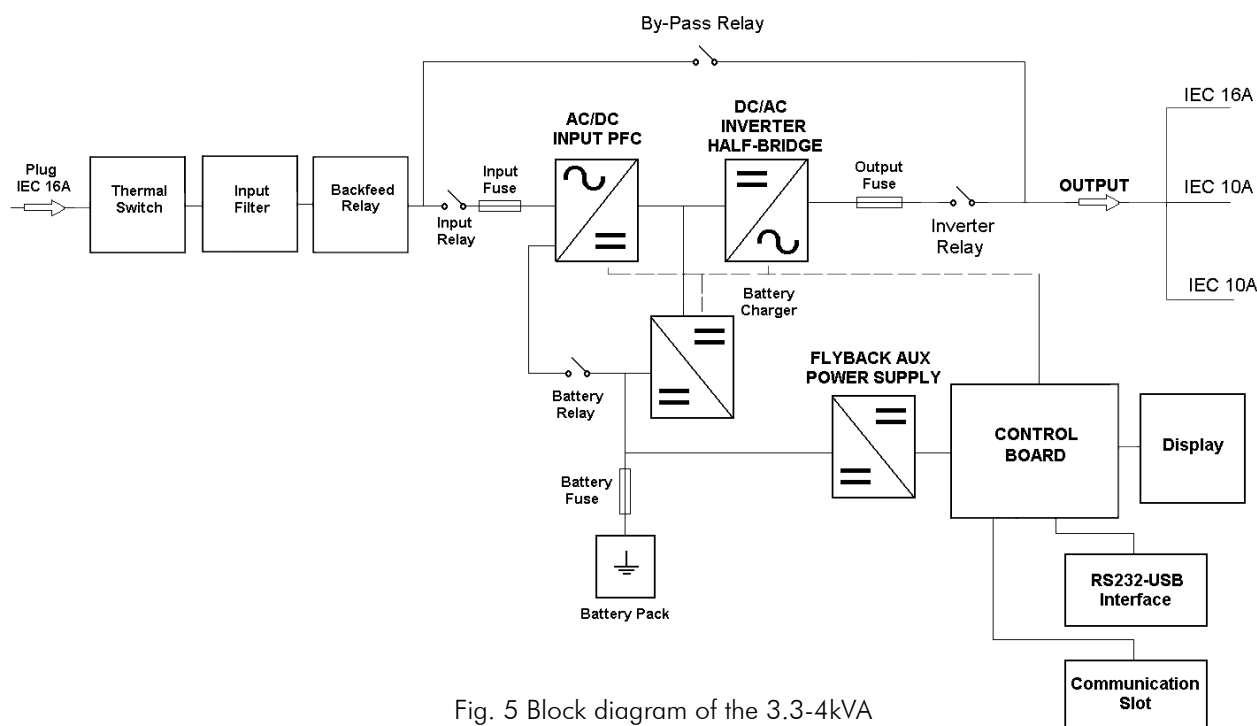 By-Pass Relay
IEC 16A
AC/DC
INPUT PFC
DC/AC
INVERTER
HALF-BRIDGE
Plug
IEC 16A
Thermal
Switch
Input
Filter
Backfeed
Relay
Input
Relay
Input
Fuse
Output
Fuse
Inverter
Relay
OUTPUT
IEC 10A
IEC 10A
Battery
Charger
Battery
Relay
FLYBACK AUX
POWER SUPPLY
CONTROL
BOARD
Display
Battery
Fuse
Battery Pack
RS232-USB
Interface
Communication
Slot
Fig. 5 Block diagram of the 3.3-4kVA